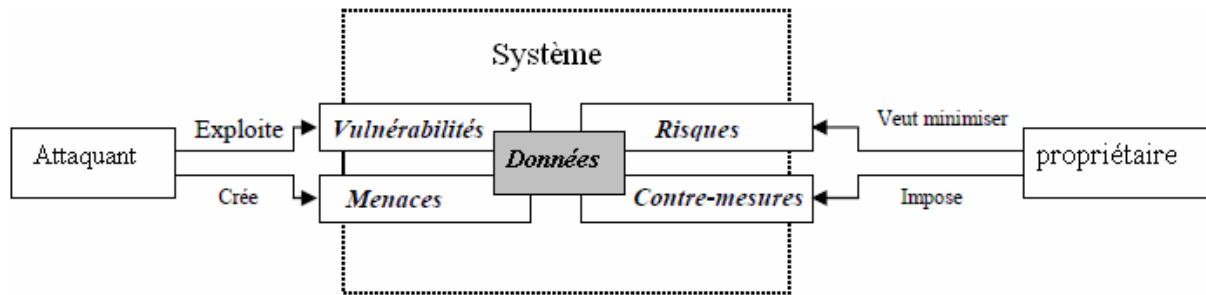 Système
Exploite
Vulnérabilités
Risques
Veut minimiser
Attaquant
Données
propriétaire
Crée
Menaces
Contre-mesures
Impose